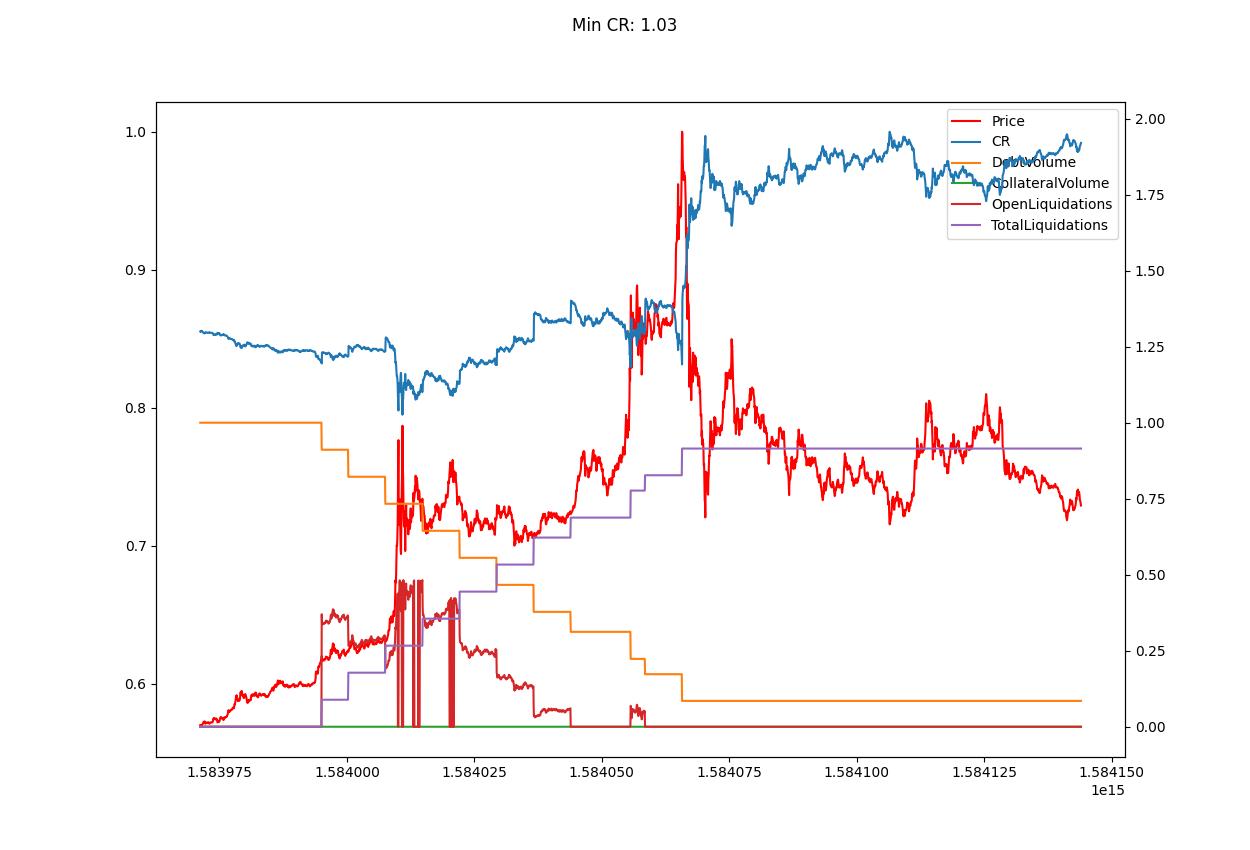 Min CR: 1.03
1.0
0.9
0.8
0.7
0.6
2.00
1.75
1.50
1.25
1.00
0.75
0.50
0.25
0.00
Price
CR
DebtVolume
CollateralVolume
OpenLiquidations
TotalLiquidations
1.583975 1.584000 1.584025 1.584050 1.584075 1.584100 1.584125 1.584150
1e15